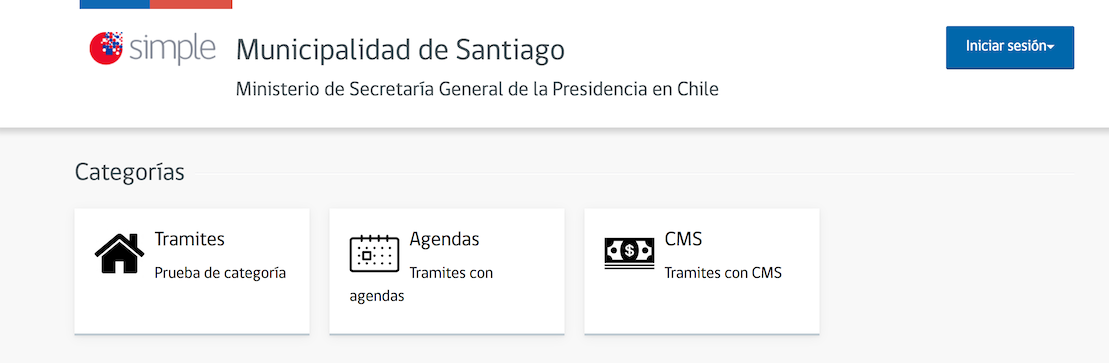 simple
Municipalidad de Santiago
Iniciar sesión
Ministerio de Secretaría General de la Presidencia en Chile
Categorías
Tramites
Prueba de categoría
Agendas
Tramites con
agendas
CMS
Tramites con CMS